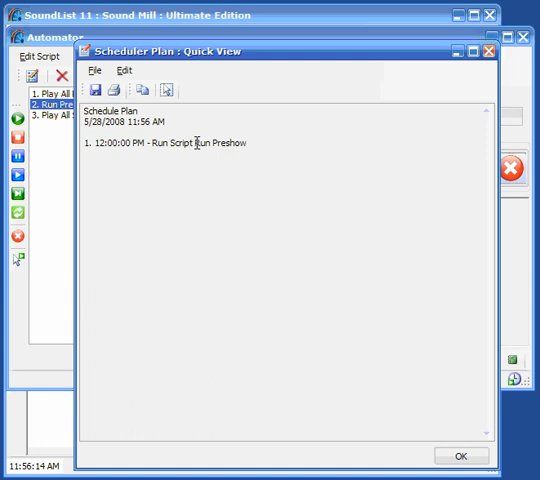 SoundList 11 : Sound Mill : Ultimate Edition
Automator
Scheduler Plan : Quick View
Edit Script
File Edit
1. Play All
2. Run Pre
3. Play All
Schedule Plan
5/28/2008 11:56 AM
1. 12:00:00 PM - Run Script Run Preshow
OK
11:56:14 AM